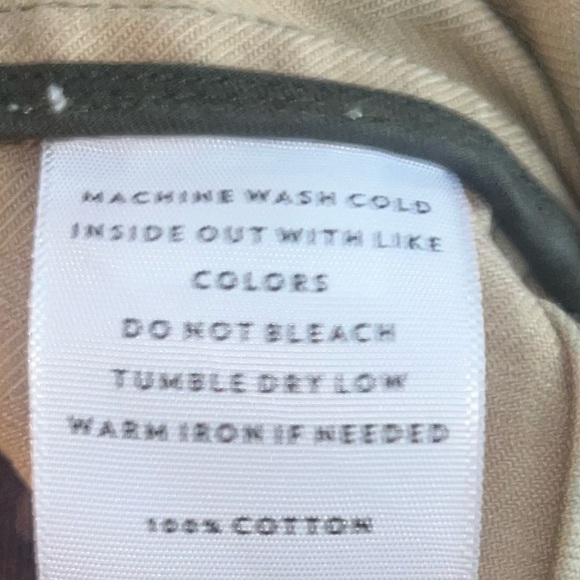 MACHINE WASH COLD
INSIDE OUT WITH LIKE
COLORS
DO NOT BLEACH
TUMBLE DRY LOW
WARM IRON IF NEEDED
100% COTTON